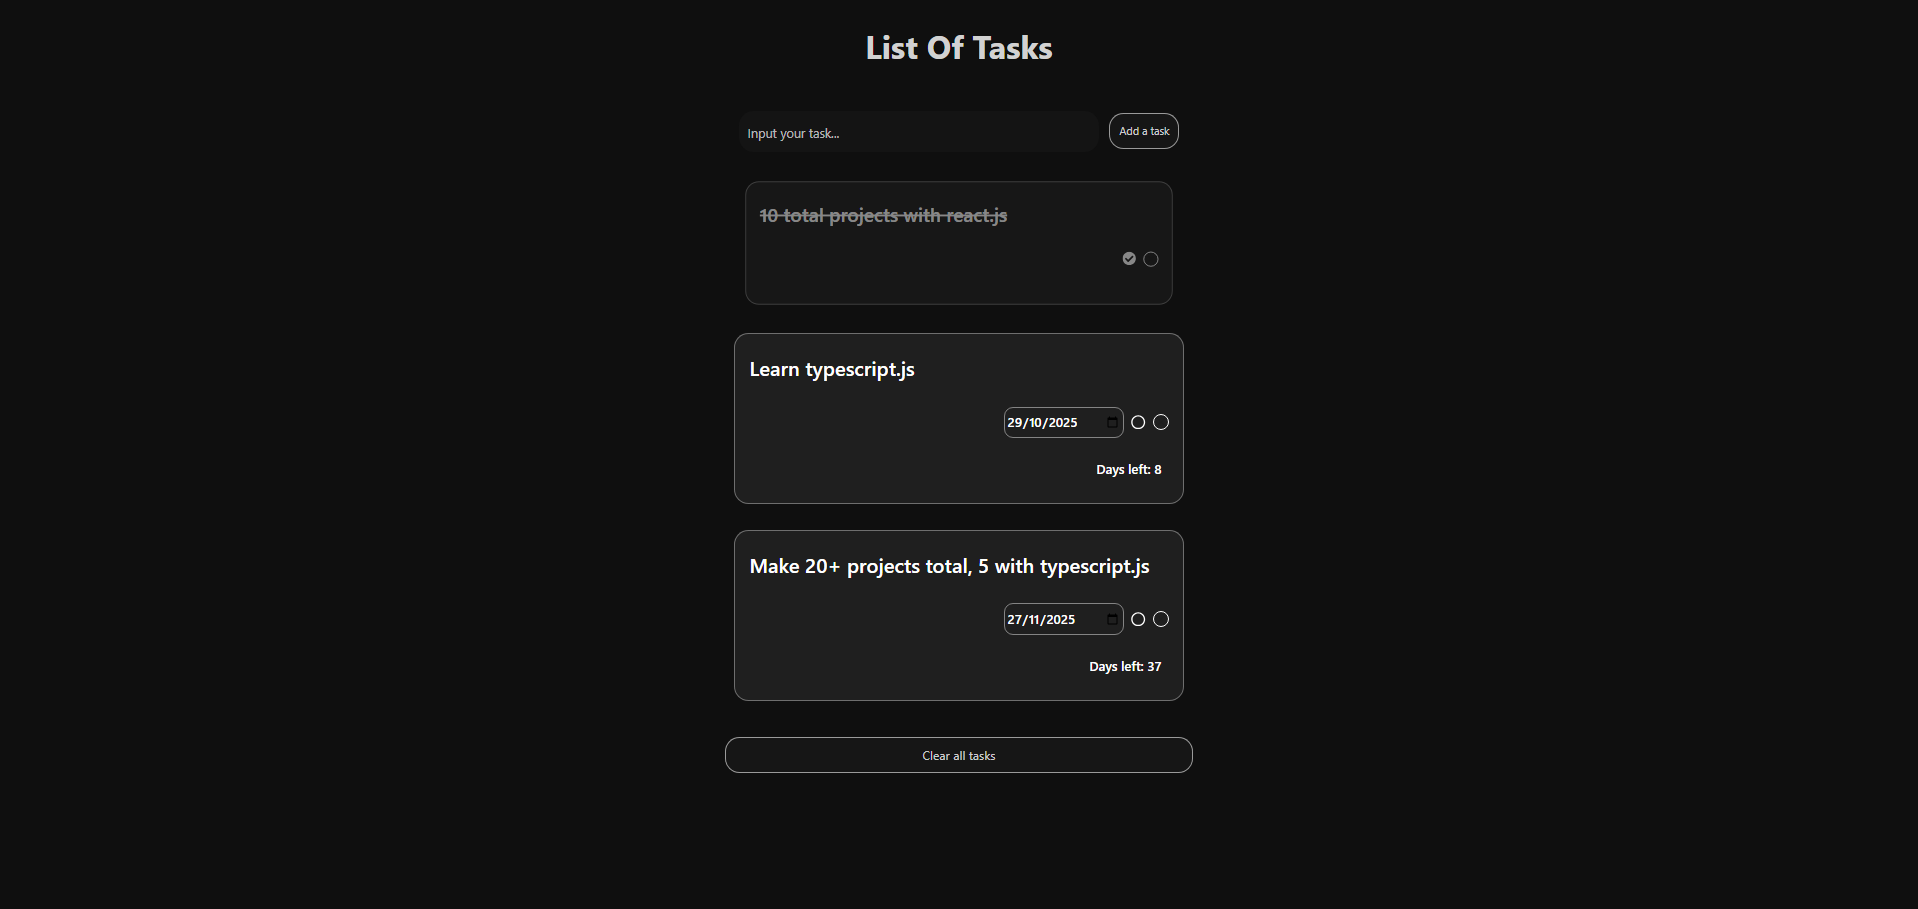 List Of Tasks
Input your task...
Add a task
10 total projects with react.js
Learn typescript.js
29/10/2025
Days left: 8
Make 20+ projects total, 5 with typescript.js
27/11/2025
Days left: 37
Clear all tasks